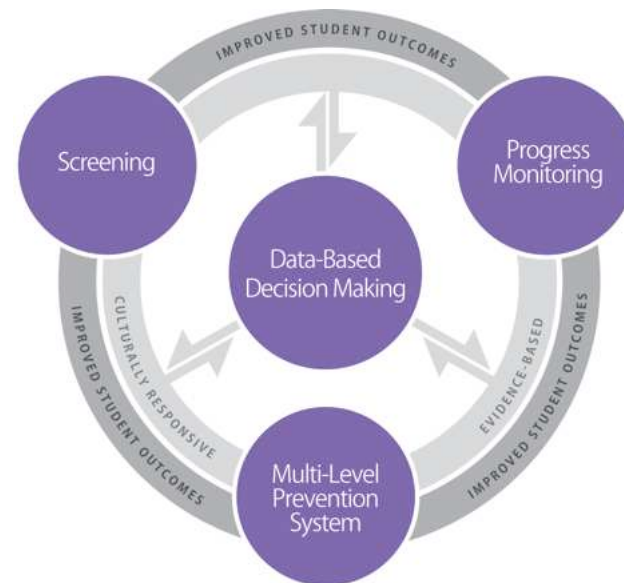 IMPROVED STUDENT OUTCOMES
Screening
Progress
Monitoring
Data-Based
Decision Making
IMPROVED STUDENT OUTCOMES
CULTURALLY RESPONSIVE
EVIDENCE-BASED
IMPROVED STUDENT OUTCOMES
Multi-Level
Prevention
System